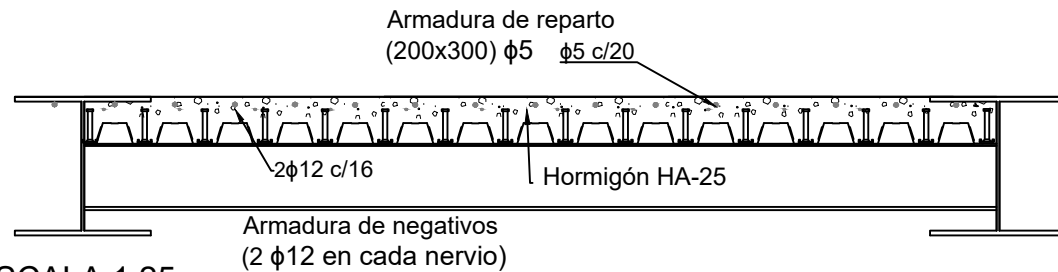 Armadura de reparto
(200x300) ϕ5 ϕ5 c/20
2ϕ12 c/16
Hormigón HA-25
Armadura de negativos
(2 ϕ12 en cada nervio)